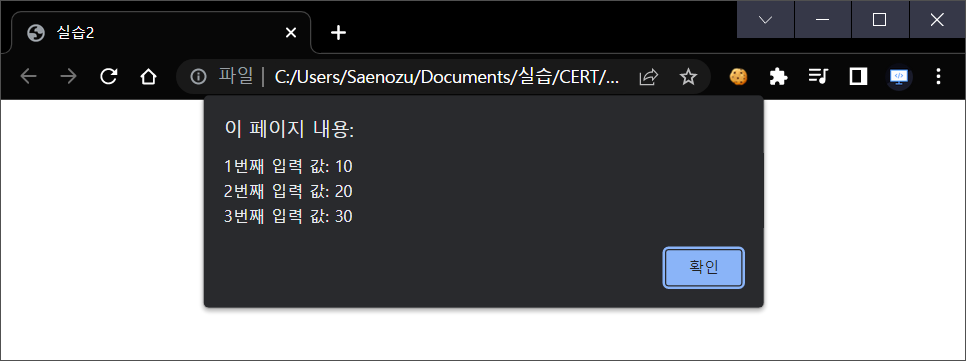 실습2
파일 | C:/Users/Saenozu/Documents/실습/CERT/...
이 페이지 내용:
1번째 입력 값: 10
2번째 입력 값: 20
3번째 입력 값: 30
확인